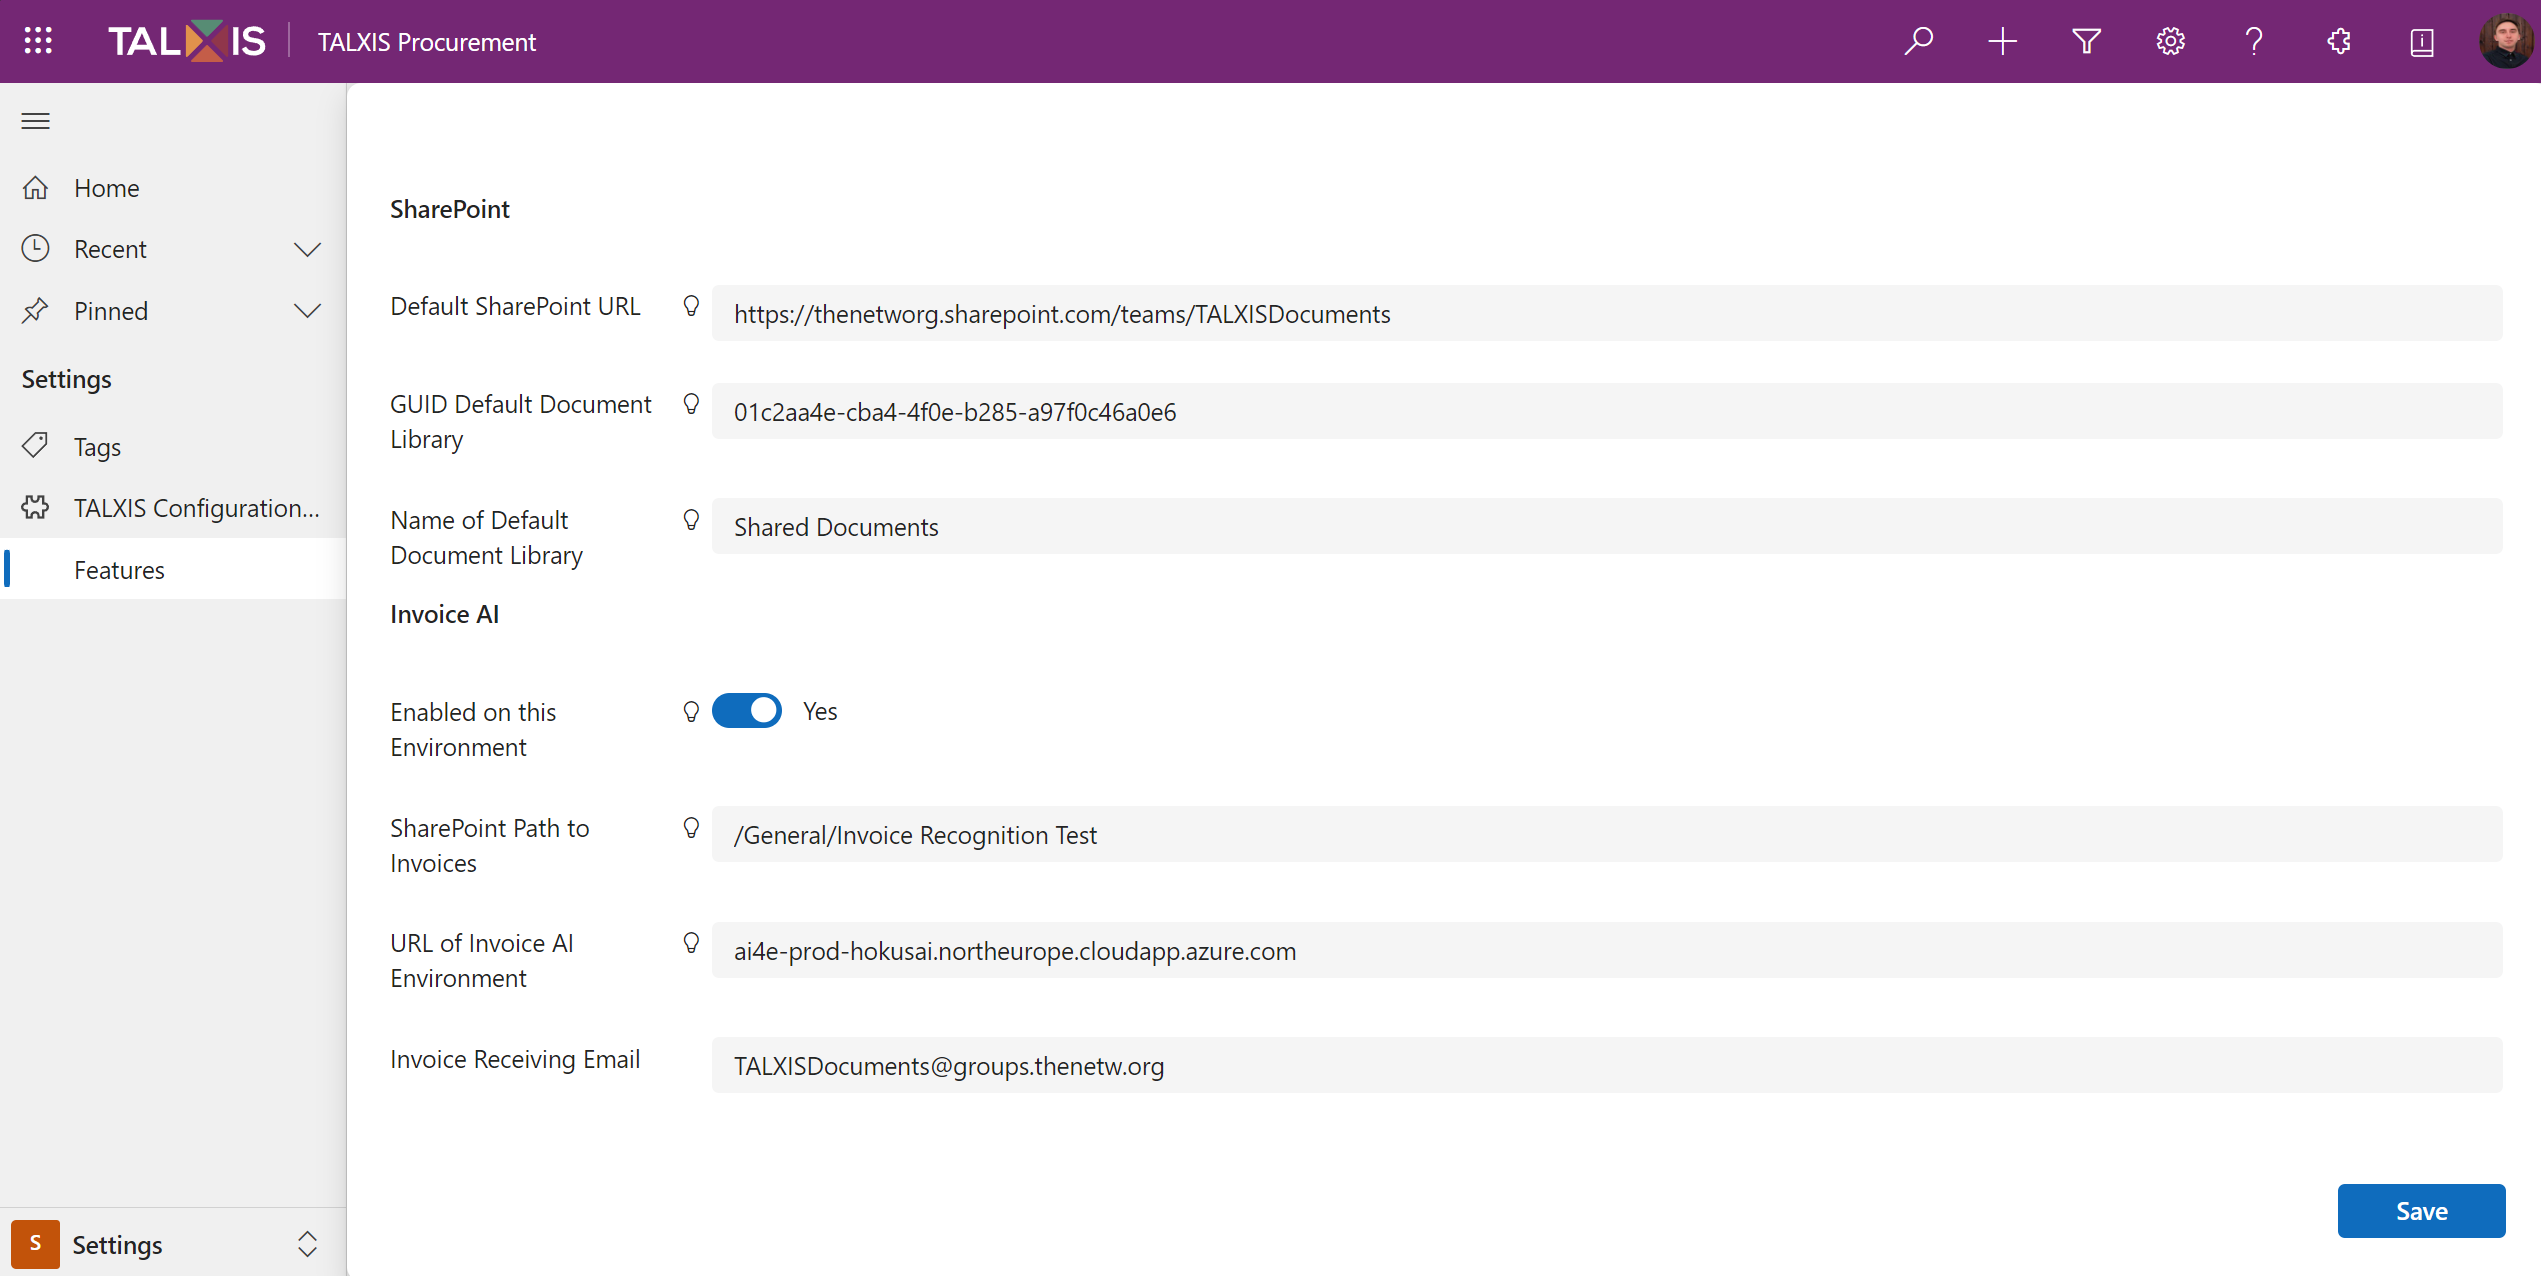 TALXIS
TALXIS Procurement
Home
Recent
Pinned
Settings
Tags
TALXIS Configuration...
Features
S
Settings
SharePoint
Default SharePoint URL
https://thenetworg.sharepoint.com/teams/TALXISDocuments
GUID Default Document
Library
01c2aa4e-cba4-4f0e-b285-a97f0c46a0e6
Name of Default
Document Library
Shared Documents
Invoice AI
Enabled on this
Environment
Yes
SharePoint Path to
Invoices
/General/Invoice Recognition Test
URL of Invoice AI
Environment
ai4e-prod-hokusai.northeurope.cloudapp.azure.com
Invoice Receiving Email
TALXISDocuments@groups.thenetw.org
Save